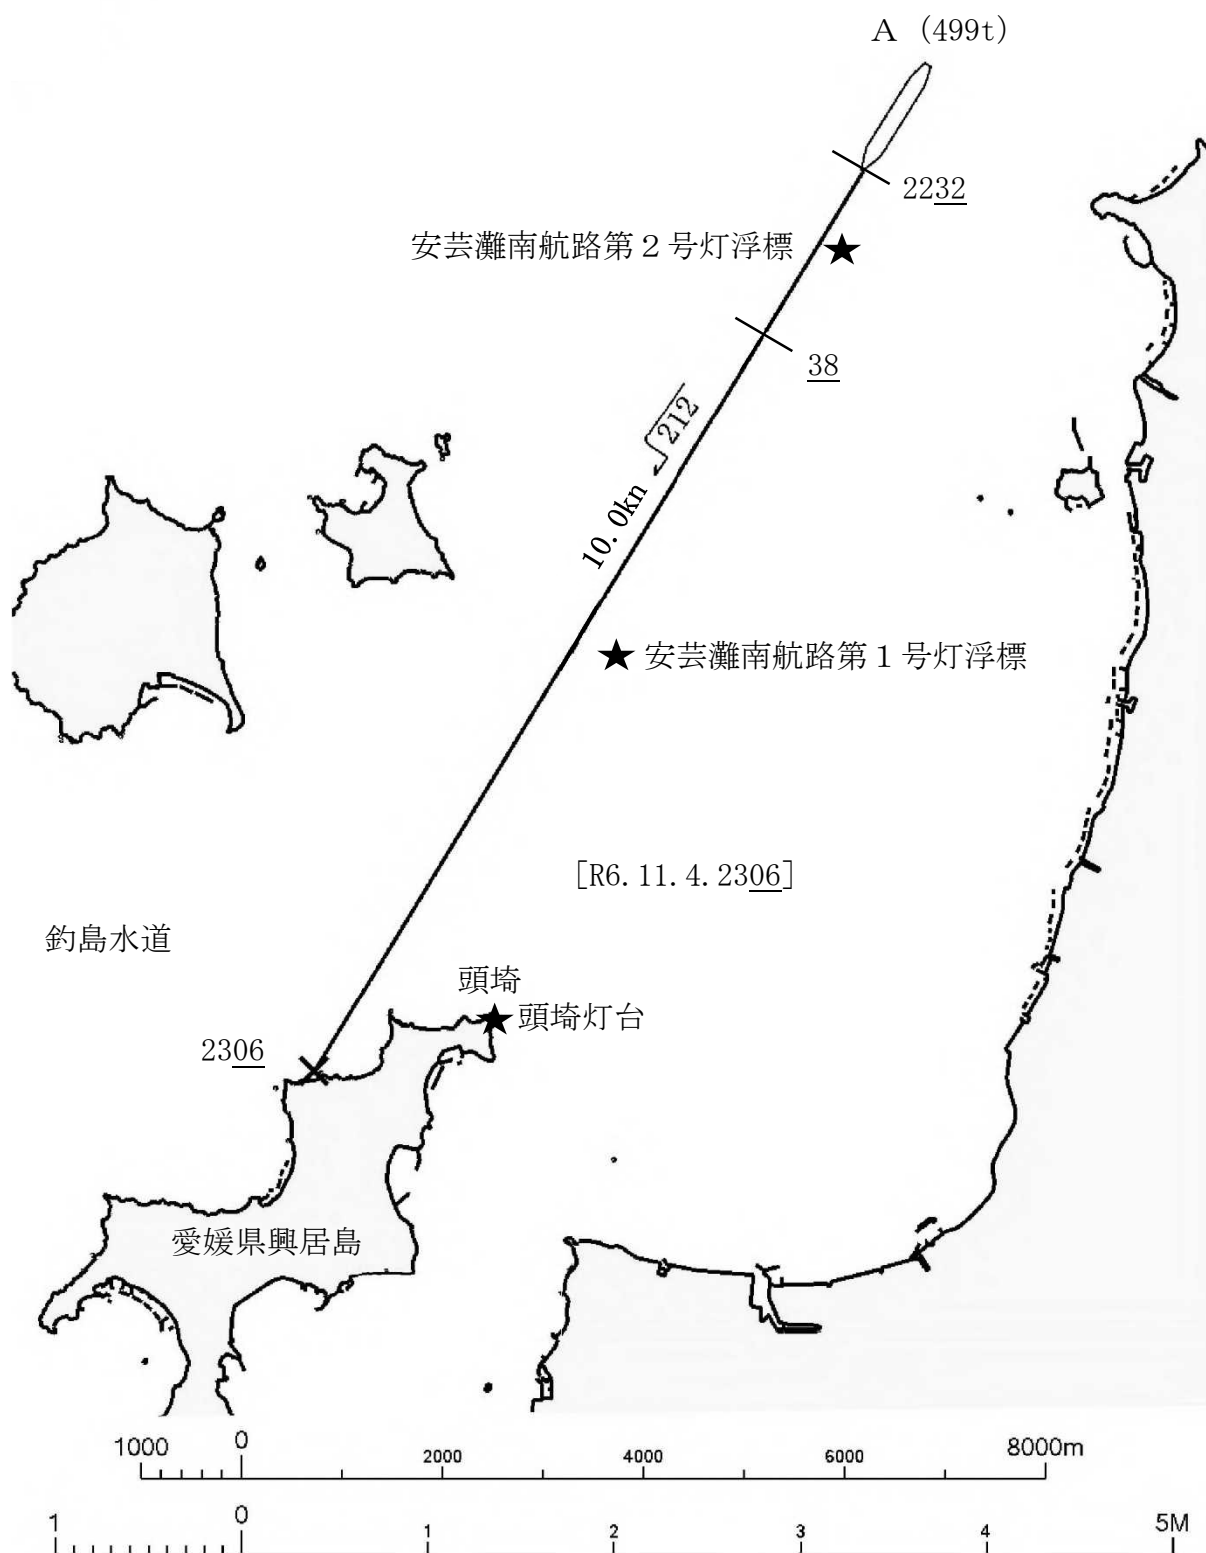 A (499t)
2232
安芸灘南航路第２号灯浮標
38
212
10.0kn
安芸灘南航路第１号灯浮標
[R6.11.4.2306]
釣島水道
頭埼
頭埼灯台
2306
愛媛県興居島
1000 0 2000 4000 6000 8000m
1 0 1 2 3 4 5M